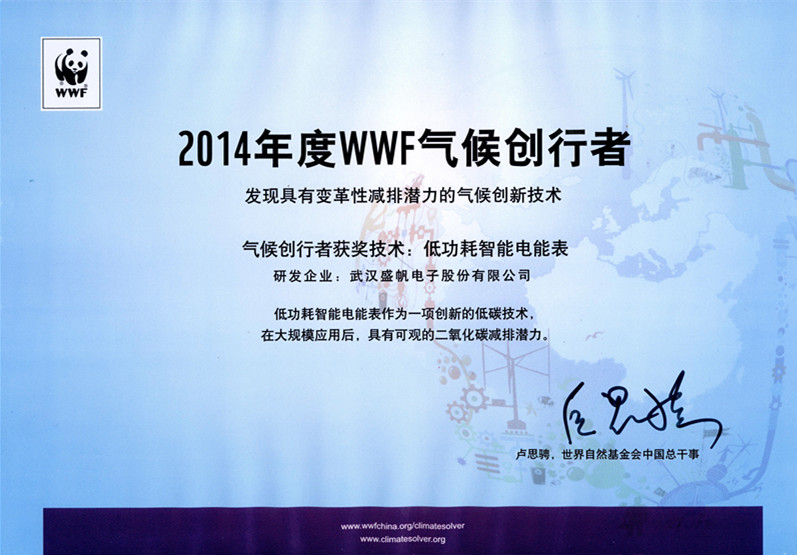 WWF
2014年度WWF气候创行者
发现具有变革性减排潜力的气候创新技术
气候创行者获奖技术：低功耗智能电能表
研发企业：武汉盛帆电子股份有限公司
低功耗智能电能表作为一项创新的低碳技术，
在大规模应用后，具有可观的二氧化碳减排潜力。
卢思骋
卢思骋，世界自然基金会中国总干事
www.wwfchina.org/climatesolver
www.climatesolver.org